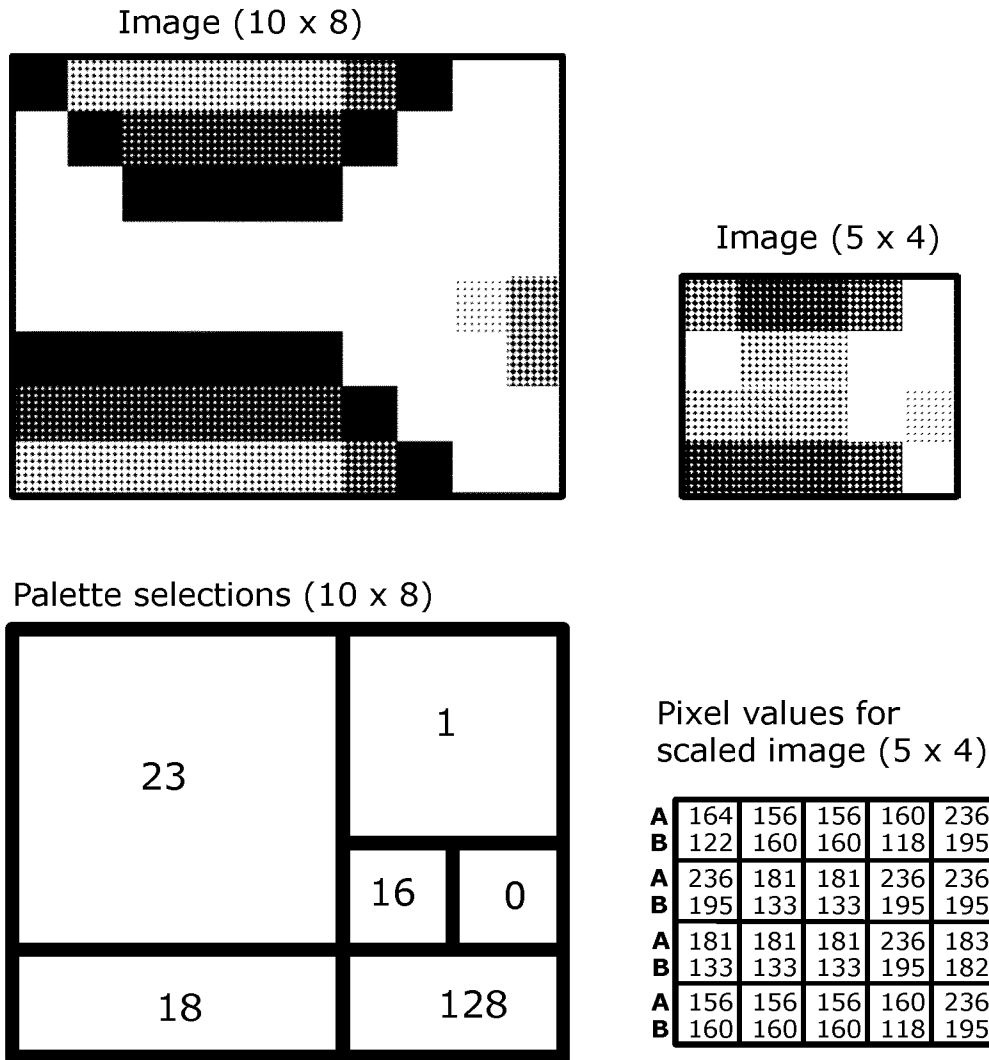 Image (10 x 8)
Image (5 x 4)
Palette selections (10 x 8)
23
1
16
0
18
128
Pixel values for
scaled image (5 x 4)
A 164 156 156 160 236
B 122 160 160 118 195
A 236 181 181 236 236
B 195 133 133 195 195
A 181 181 181 236 183
B 133 133 133 195 182
A 156 156 156 160 236
B 160 160 160 118 195